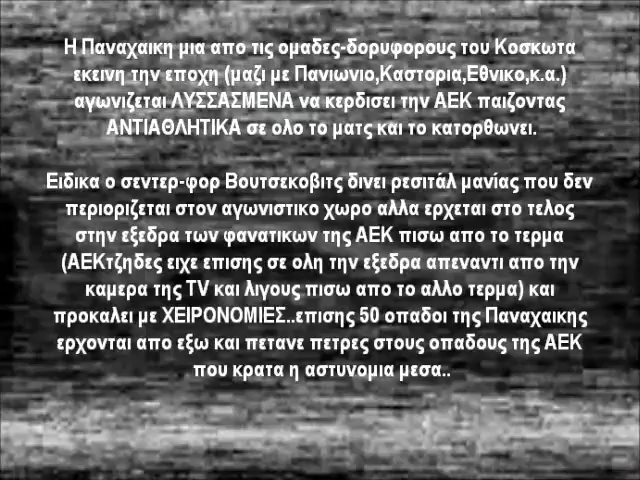 Η Παναχαικη μια απο τις ομαδες-δορυφορους του Κοσκωτα
εκεινη την εποχη (μαζι με Πανιωνιο,Καστορια,Εθνικο,κ.α.)
αγωνιζεται ΛΥΣΣΑΣΜΕΝΑ να κερδισει την ΑΕΚ παιζοντας
ΑΝΤΙΑΘΛΗΤΙΚΑ σε ολο το ματς και το κατορθωνει.
Ειδικα ο σεντερ-φορ Βουτσεκοβιτς δινει ρεσιτάλ μανίας που δεν
περιοριζεται στον αγωνιστικο χωρο αλλα ερχεται στο τελος
στην εξεδρα των φανατικων της ΑΕΚ πισω απο το τερμα
(ΑΕΚτζηδες ειχε επισης σε ολη την εξεδρα απεναντι απο την
καμερα της TV και λιγους πισω απο το αλλο τερμα) και
προκαλει με ΧΕΙΡΟΝΟΜΙΕΣ..επισης 50 οπαδοι της Παναχαικης
ερχονται απο εξω και πετανε πετρες στους οπαδους της ΑΕΚ
που κρατα η αστυνομια μεσα..